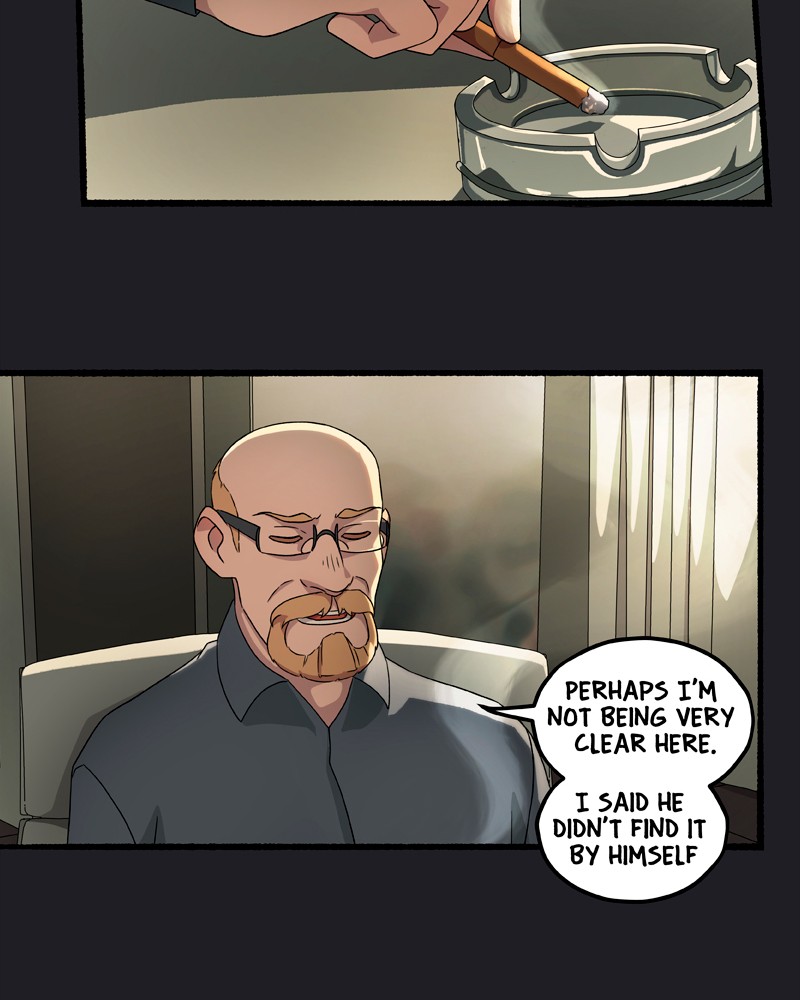 PERHAPS I'M
NOT BEING VERY
CLEAR HERE.
I SAID HE
DIDN'T FIND IT
BY HIMSELF